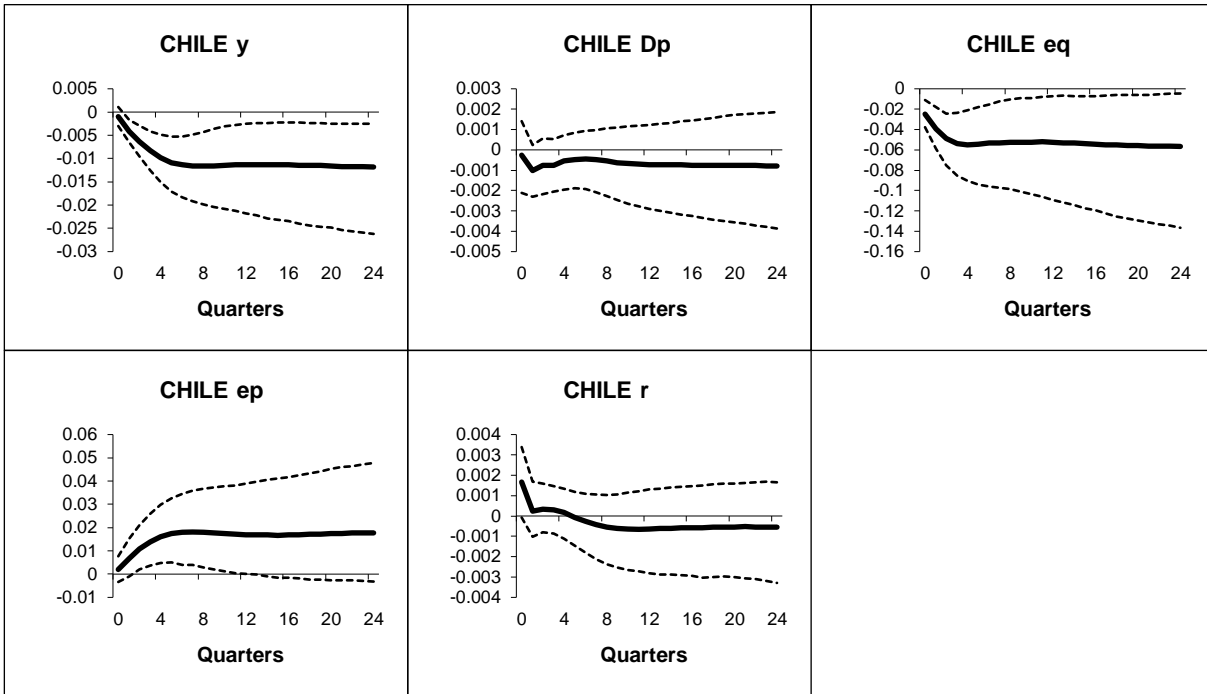 CHILE y
0.005
0
-0.005
-0.01
-0.015
-0.02
-0.025
-0.03
0 4 8 12 16 20 24
Quarters
CHILE Dp
0.003
0.002
0.001
0
-0.001
-0.002
-0.003
-0.004
-0.005
0 4 8 12 16 20 24
Quarters
CHILE eq
0
-0.02
-0.04
-0.06
-0.08
-0.1
-0.12
-0.14
-0.16
0 4 8 12 16 20 24
Quarters
CHILE ep
0.06
0.05
0.04
0.03
0.02
0.01
0
-0.01
0 4 8 12 16 20 24
Quarters
CHILE r
0.004
0.003
0.002
0.001
0
-0.001
-0.002
-0.003
-0.004
0 4 8 12 16 20 24
Quarters